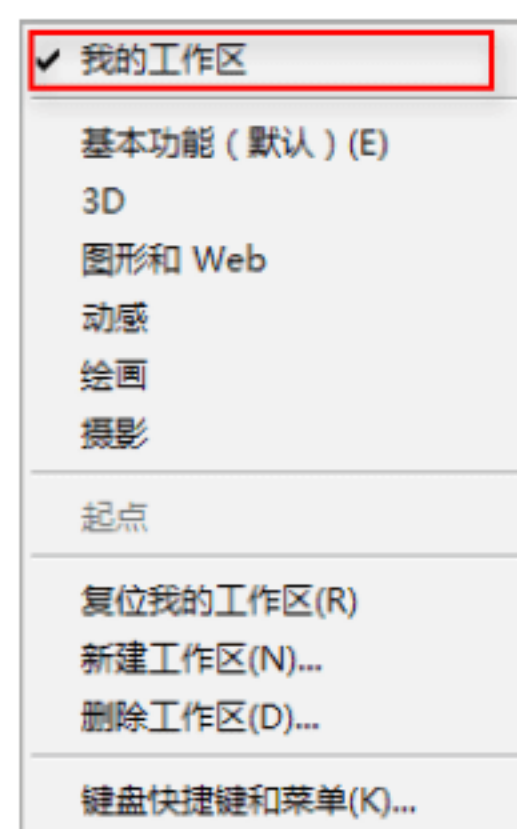 我的工作区
基本功能(默认)(E)
3D
图形和 Web
动感
绘画
摄影
起点
复位我的工作区(R)
新建工作区(N)...
删除工作区(D)...
键盘快捷键和菜单(K)...